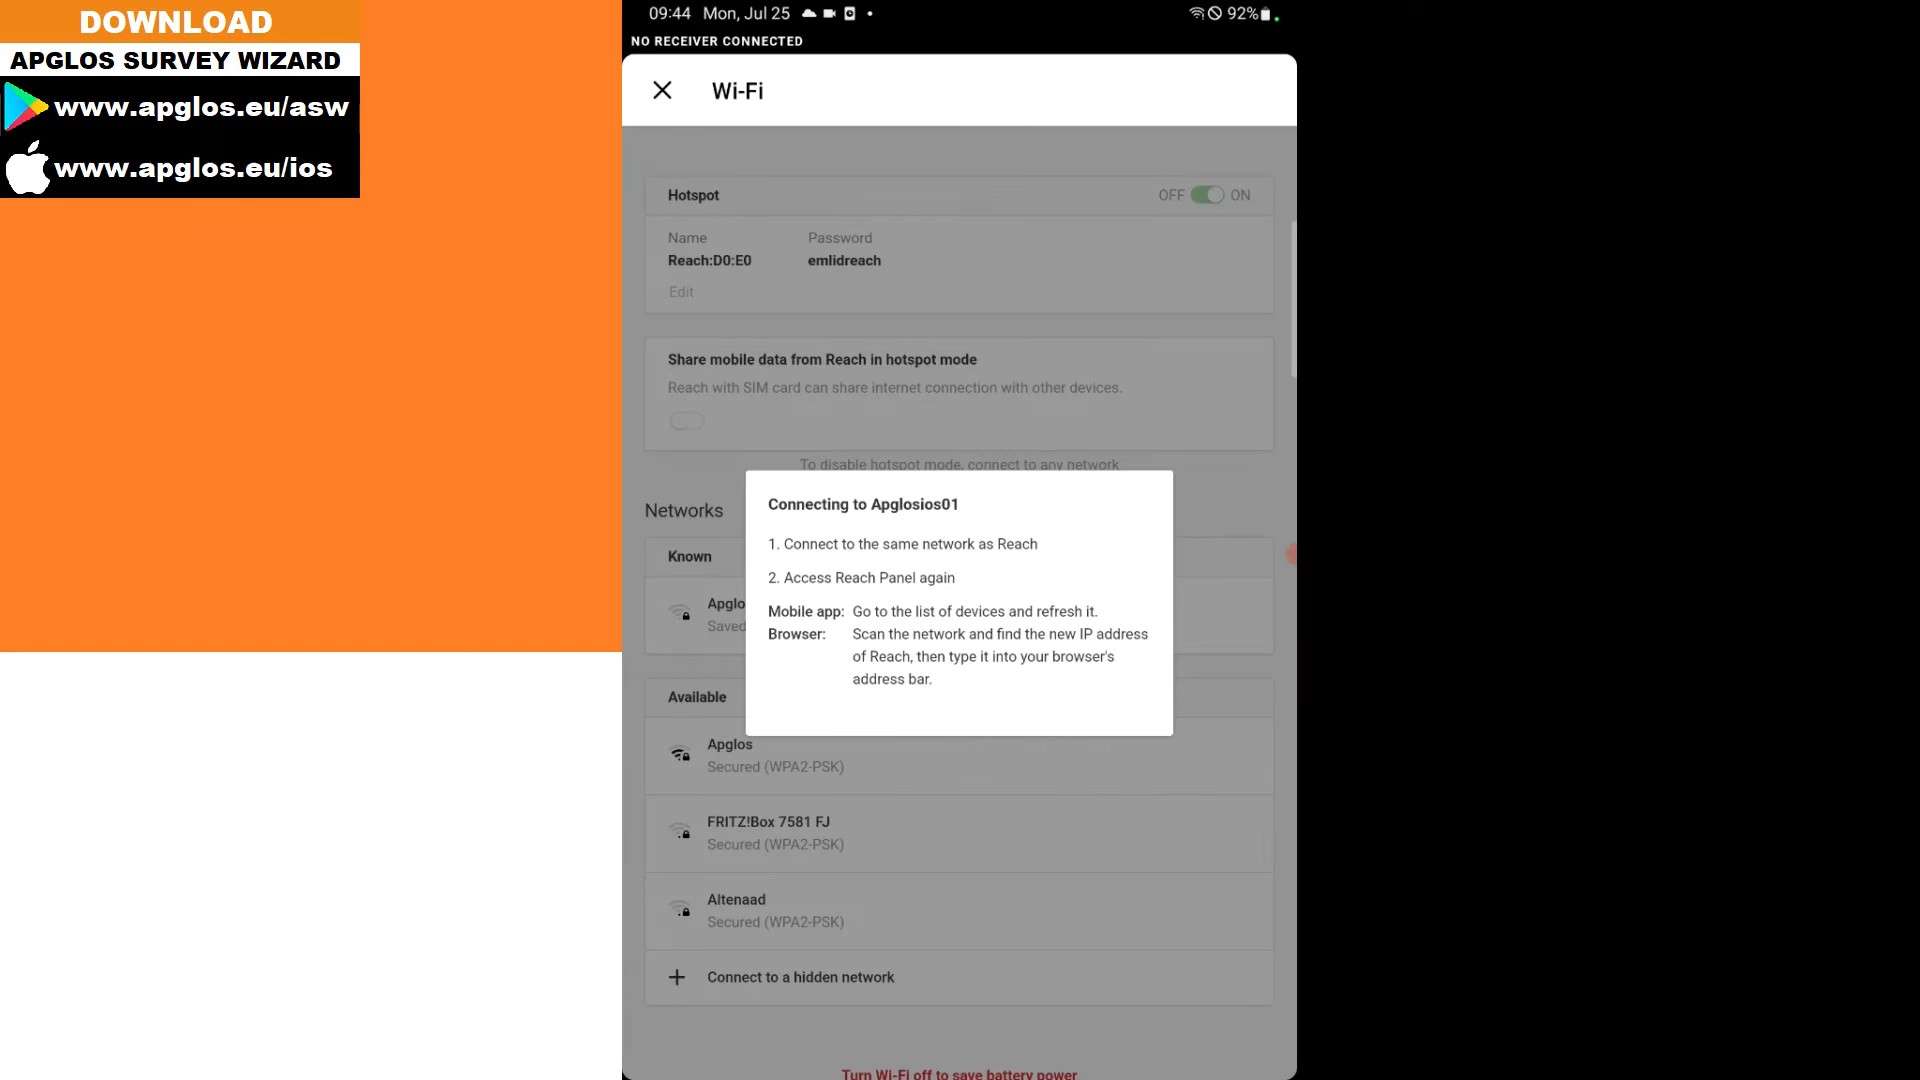 DOWNLOAD
APGLOS SURVEY WIZARD
www.apglos.eu/asw
www.apglos.eu/ios
09:44 Mon, Jul 25
92%
NO RECEIVER CONNECTED
Wi-Fi
Hotspot
OFF ON
Name Password
Reach:D0:E0 emlidreach
Edit
Share mobile data from Reach in hotspot mode
Reach with SIM card can share internet connection with other devices.
To disable hotspot mode, connect to any network
Networks
Known
Apglo
Saved
Connecting to Apglosios01
1. Connect to the same network as Reach
2. Access Reach Panel again
Mobile app: Go to the list of devices and refresh it.
Browser: Scan the network and find the new IP address
of Reach, then type it into your browser's
address bar.
Available
Apglos
Secured (WPA2-PSK)
FRITZ!Box 7581 FJ
Secured (WPA2-PSK)
Altenaad
Secured (WPA2-PSK)
Connect to a hidden network
Turn Wi-Fi off to save battery power